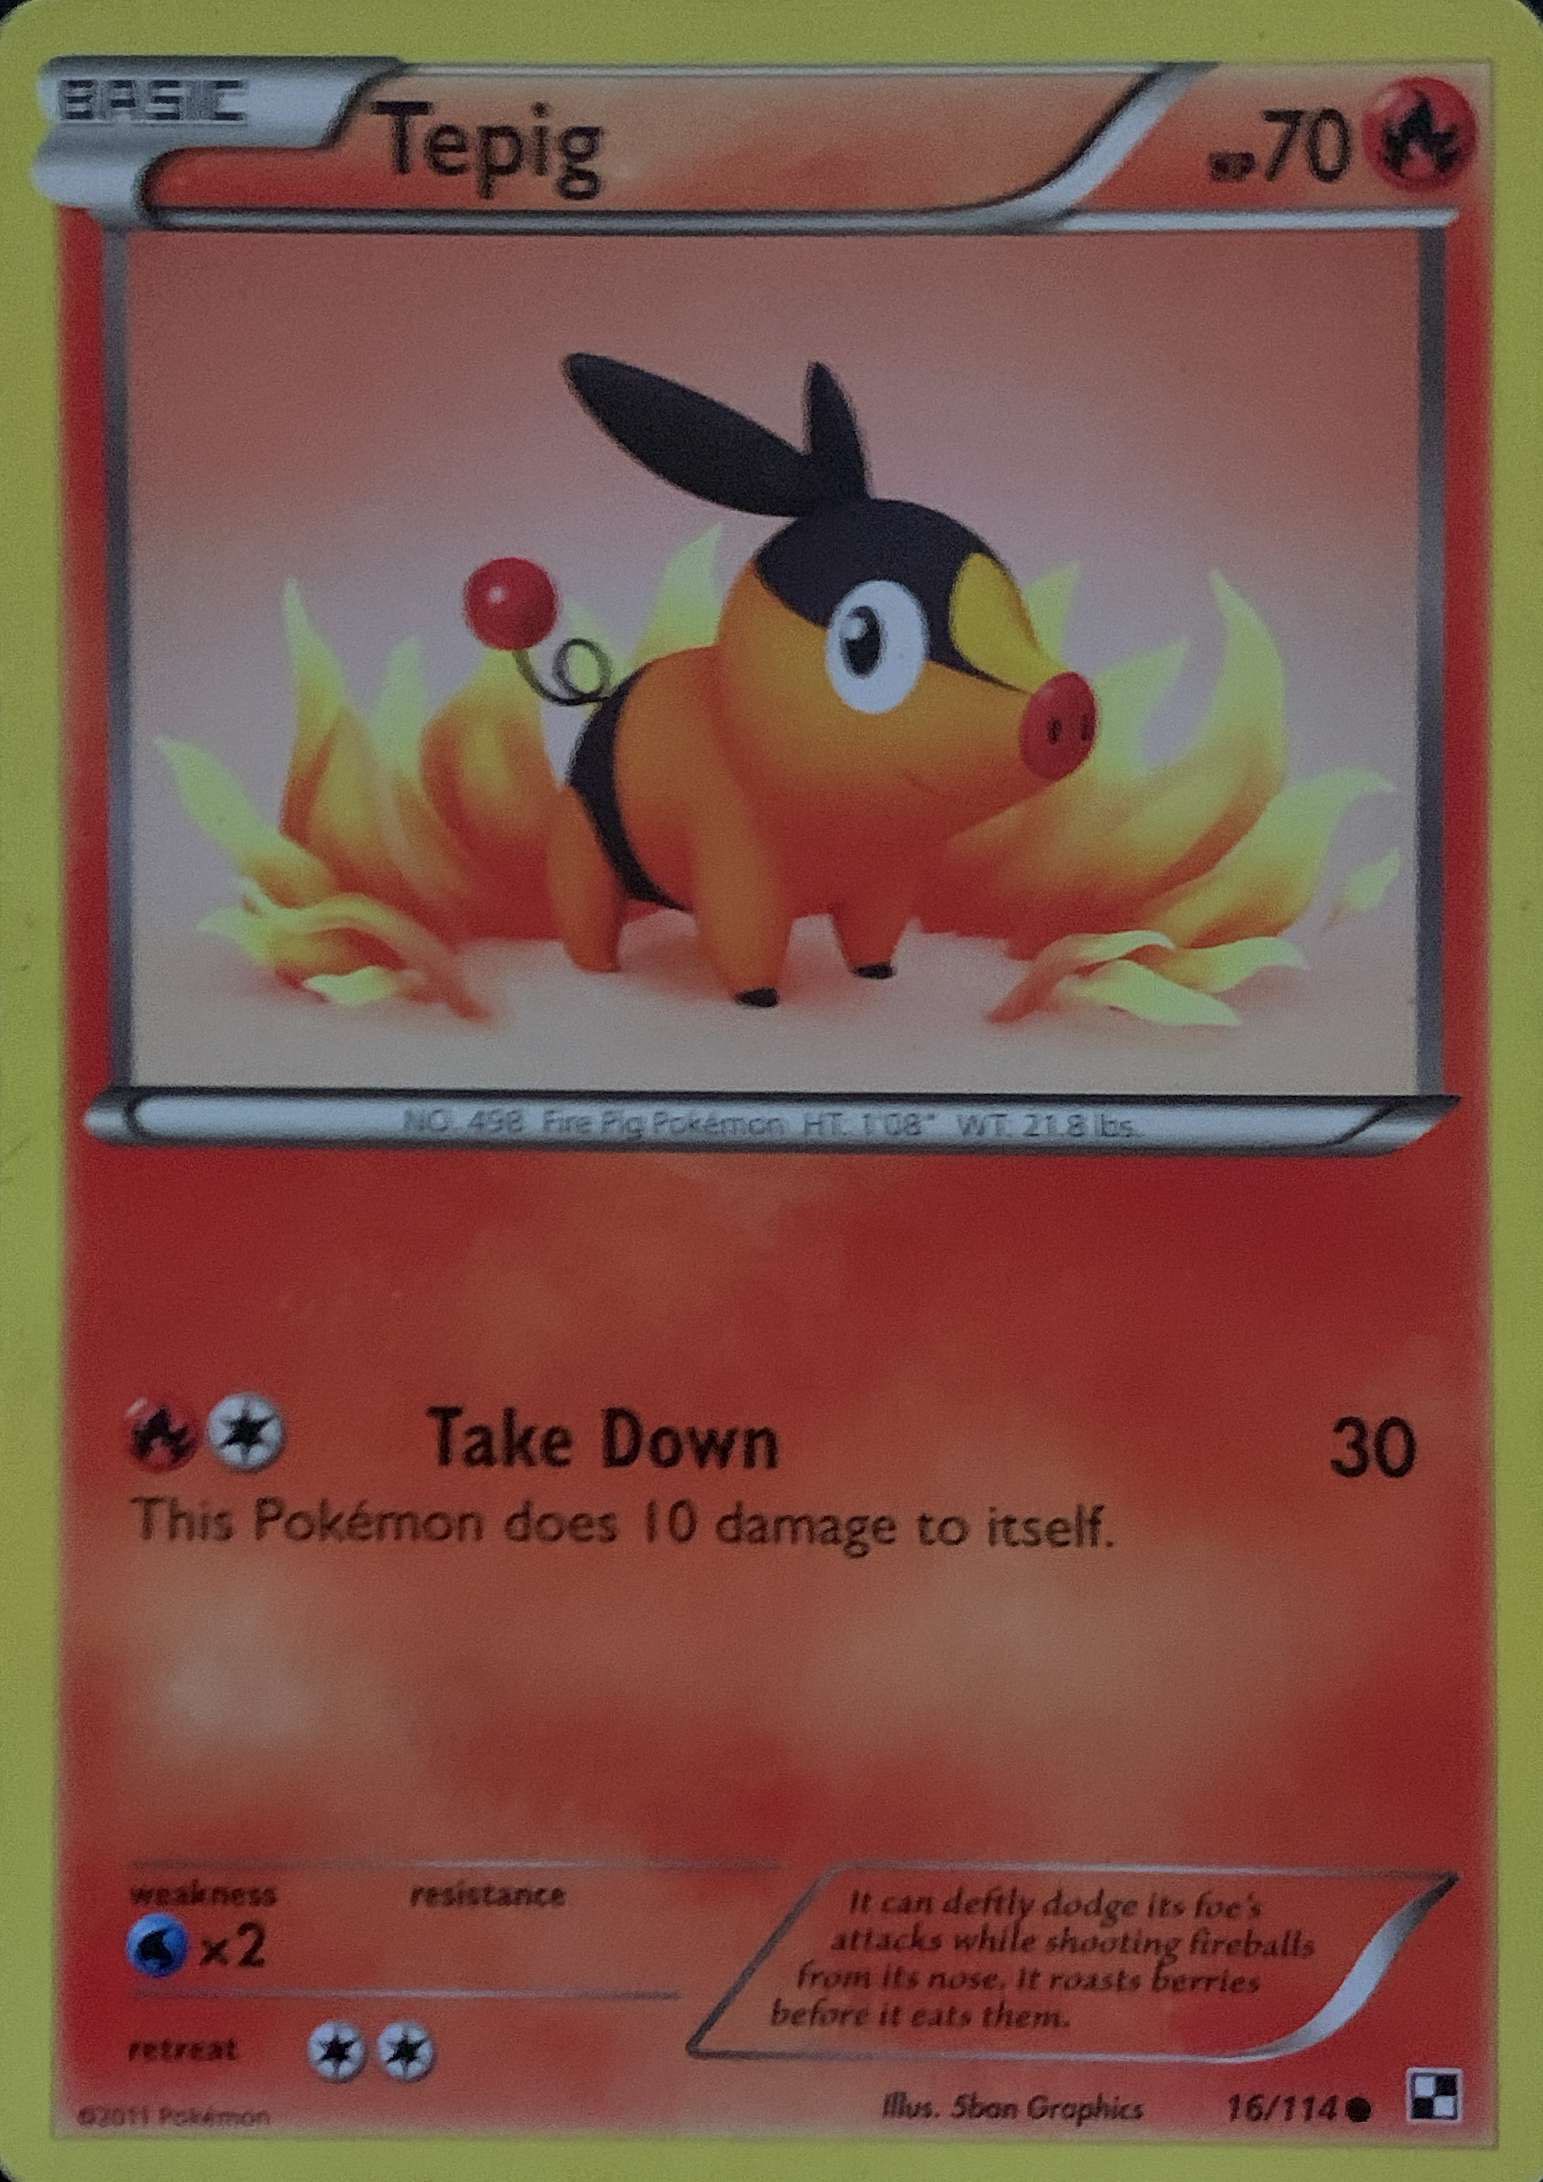 BASIC
Tepig
HP70
NO. 498 Fire Pig Pokémon HT: 1'08" WT: 21.8 lbs.
Take Down 30
This Pokémon does 10 damage to itself.
weakness resistance
×2
It can deftly dodge its foe's
attacks while shooting fireballs
from its nose. It roasts berries
before it eats them.
retreat
©2011 Pokémon
Illus. 5ban Graphics 16/114